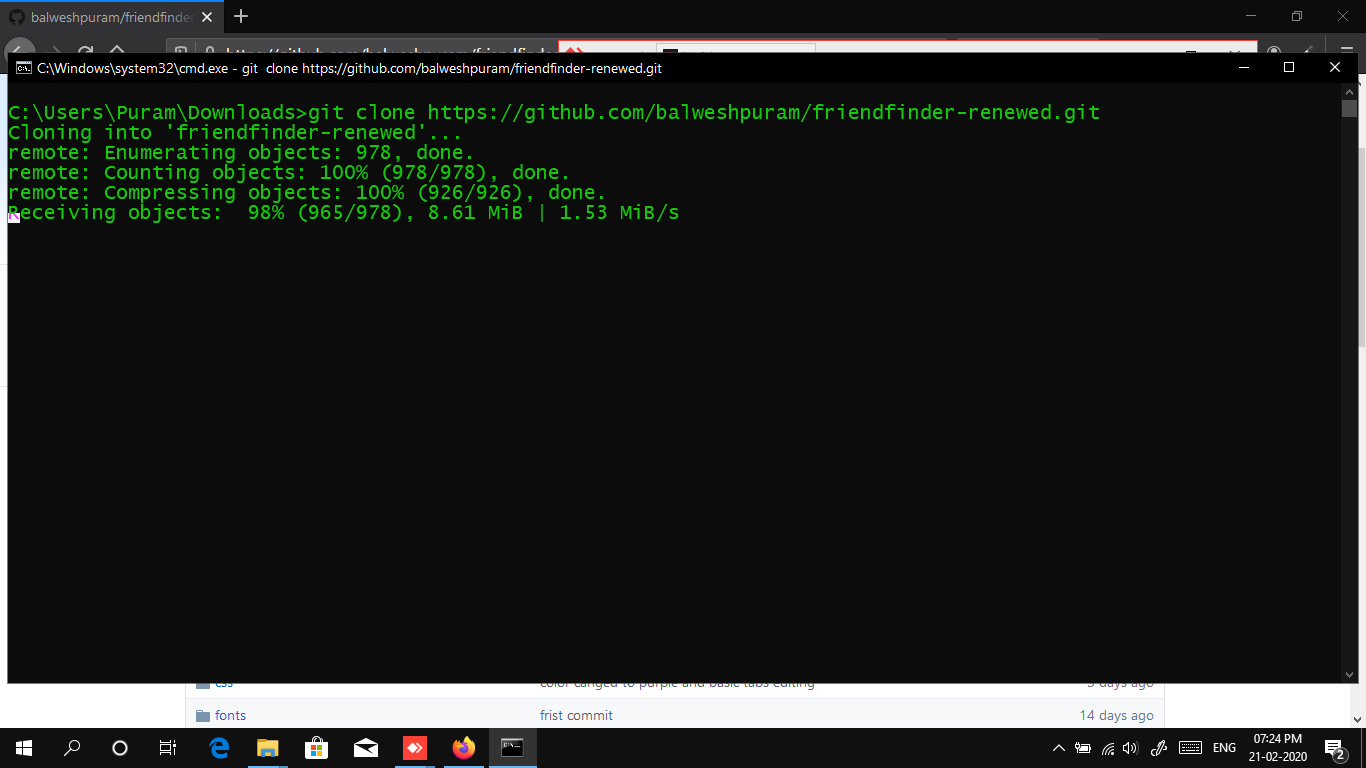 balweshpuram/friendfinder
C:\Windows\system32\cmd.exe - git clone https://github.com/balweshpuram/friendfinder-renewed.git
C:\Users\Puram\Downloads>git clone https://github.com/balweshpuram/friendfinder-renewed.git
Cloning into 'friendfinder-renewed'...
remote: Enumerating objects: 978, done.
remote: Counting objects: 100% (978/978), done.
remote: Compressing objects: 100% (926/926), done.
Receiving objects:  98% (965/978), 8.61 MiB | 1.53 MiB/s
css color canged to purple and basic tabs editing 5 days ago
fonts frist commit 14 days ago
ENG 07:24 PM
21-02-2020
2